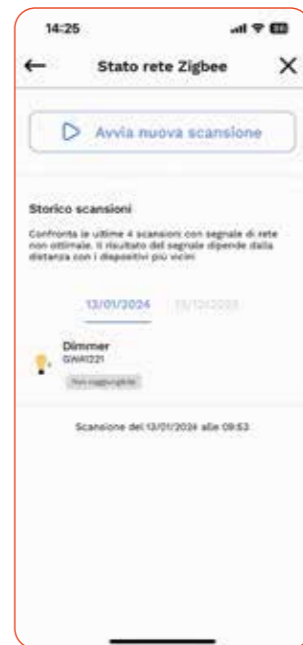 14:25
Stato rete Zigbee
Avvia nuova scansione
Storico scansioni
Confronta le ultime 4 scansioni con segnale di rete
non ottimale. Il risultato del segnale dipende dalla
distanza con i dispositivi più vicini
13/01/2024
Dimmer
GWA1221
Non raggiungibile
Scansione del 13/01/2024 alle 09:53